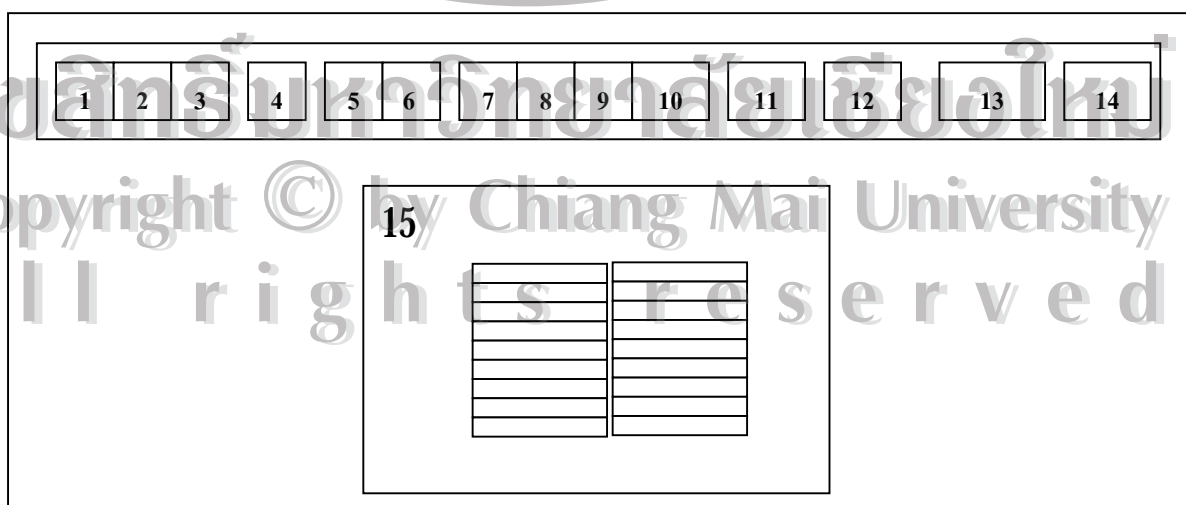 ลิขสิทธิ์มหาวิทยาลัยเชียงใหม่
1 2 3 4 5 6 7 8 9 10 11 12 13 14
opyright © by Chiang Mai University
15
ll rights reserved